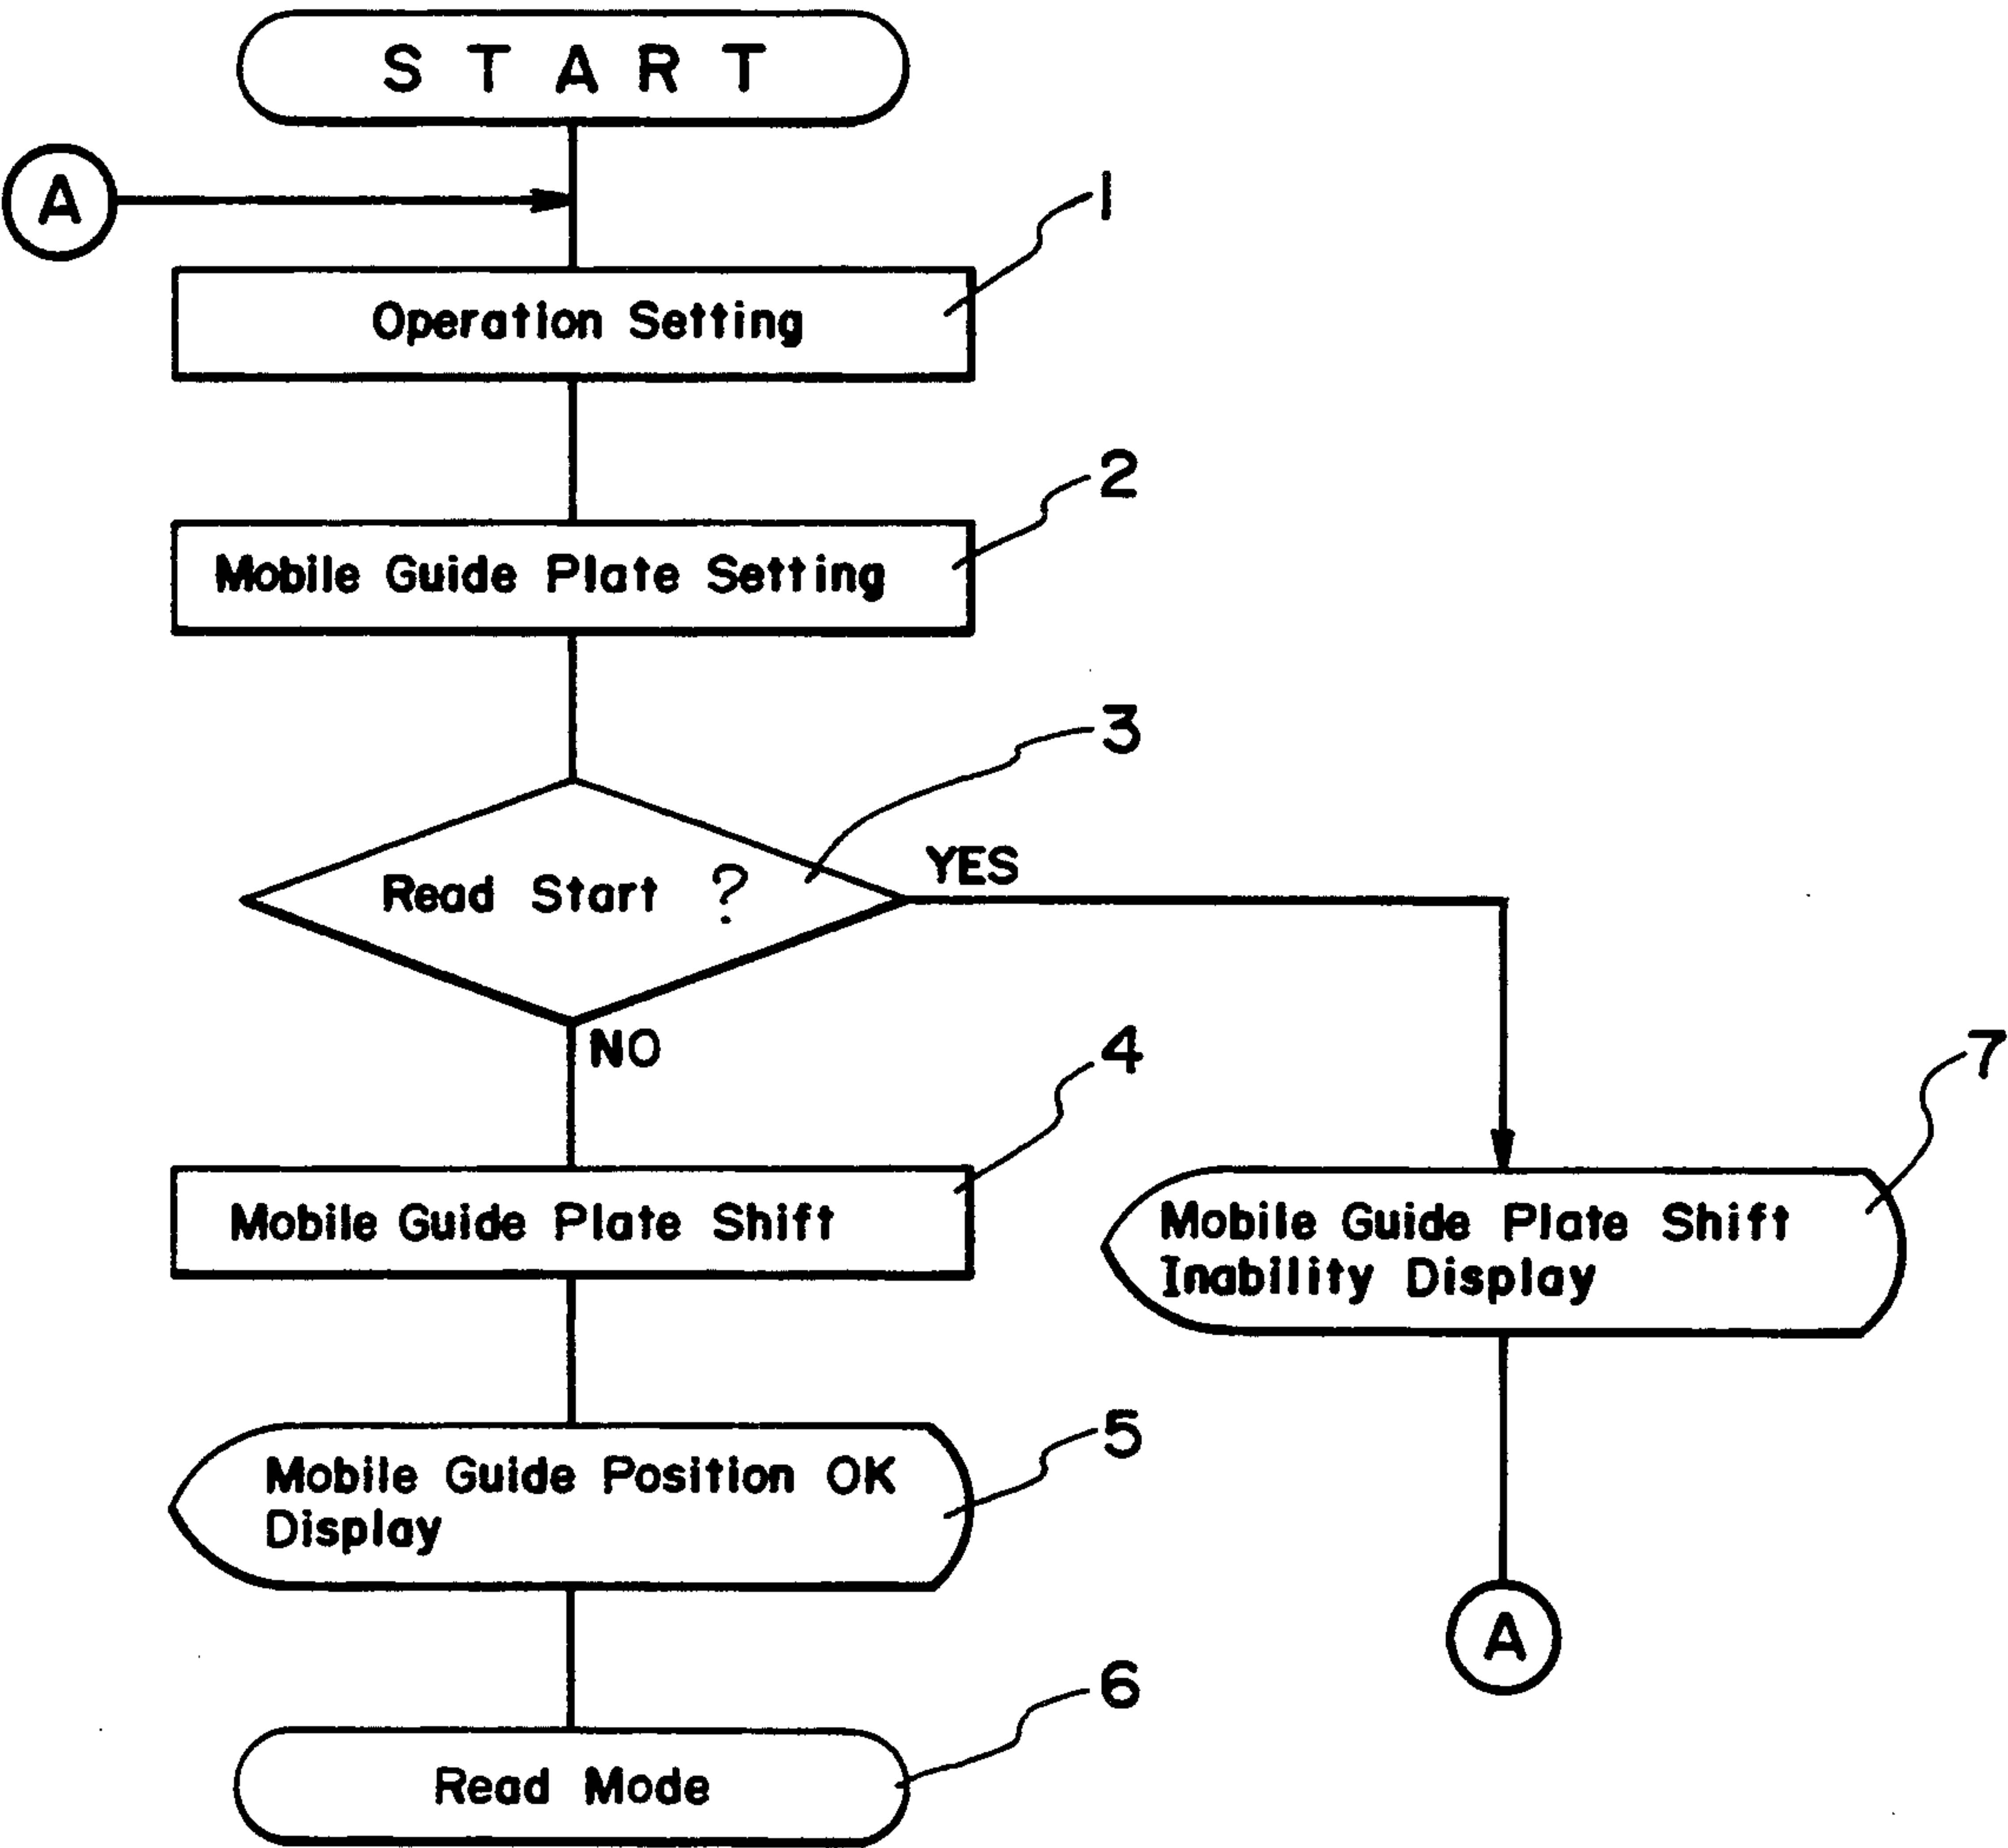 START
A
1
Operation Setting
2
Mobile Guide Plate Setting
3
Read Start ?
YES
NO
4
Mobile Guide Plate Shift
7
Mobile Guide Plate Shift
Inability Display
5
Mobile Guide Position OK
Display
A
6
Read Mode